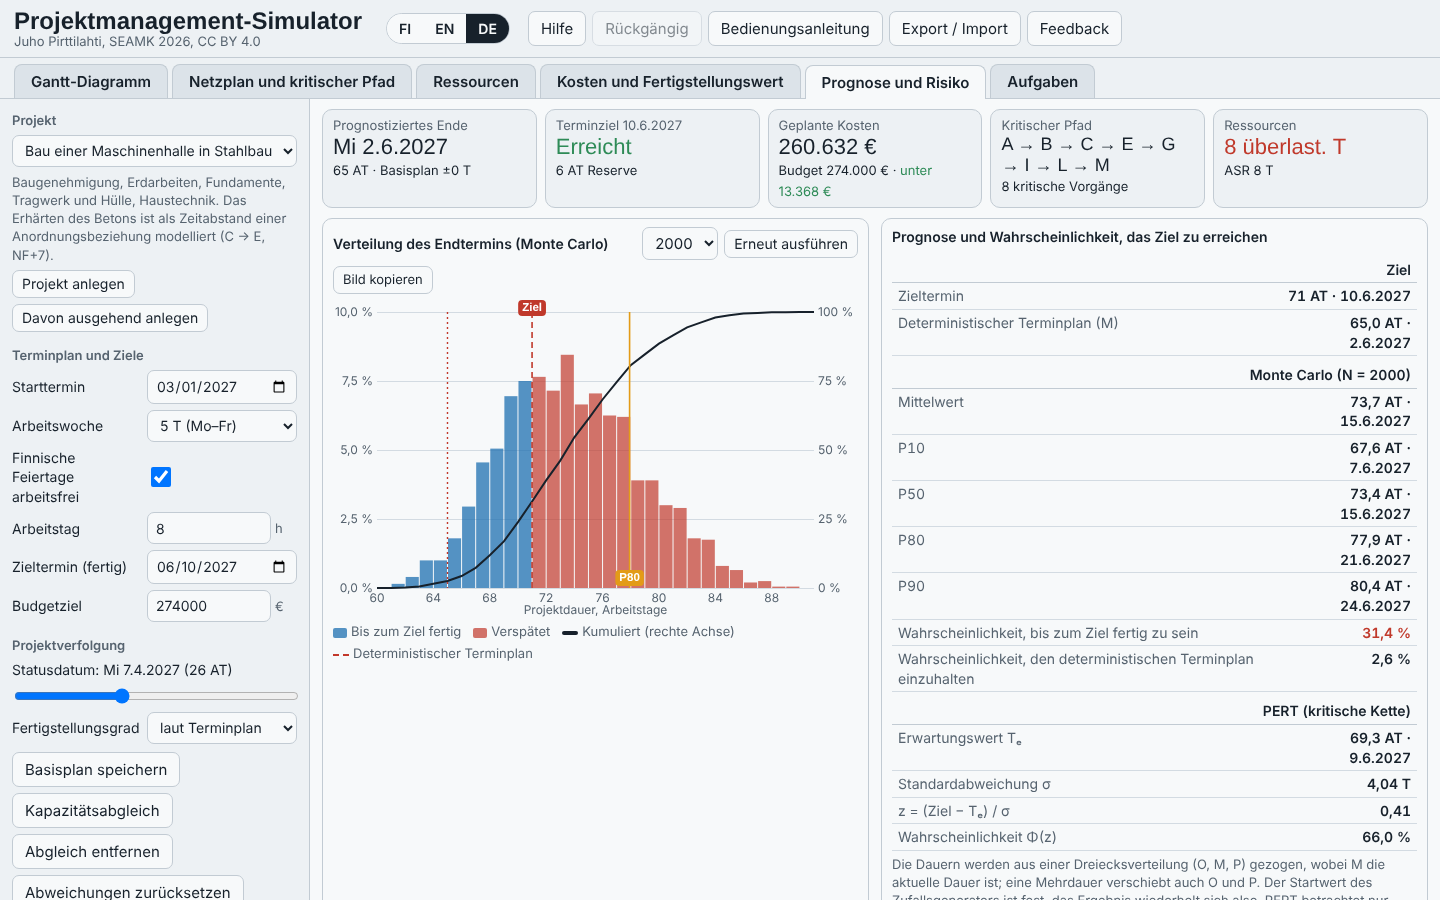 Projektmanagement-Simulator
Juho Pirttilahti, SEAMK 2026, CC BY 4.0
FI EN DE
Hilfe
Rückgängig
Bedienungsanleitung
Export / Import
Feedback
Gantt-Diagramm
Netzplan und kritischer Pfad
Ressourcen
Kosten und Fertigstellungswert
Prognose und Risiko
Aufgaben
Projekt
Bau einer Maschinenhalle in Stahlbau
Baugenehmigung, Erdarbeiten, Fundamente,
Tragwerk und Hülle, Haustechnik. Das
Erhärten des Betons ist als Zeitabstand einer
Anordnungsbeziehung modelliert (C → E,
NF+7).
Projekt anlegen
Davon ausgehend anlegen
Terminplan und Ziele
Starttermin 03/01/2027
Arbeitswoche 5 T (Mo–Fr)
Finnische
Feiertage
arbeitsfrei
Arbeitstag 8 h
Zieltermin (fertig) 06/10/2027
Budgetziel 274000 €
Projektverfolgung
Statusdatum: Mi 7.4.2027 (26 AT)
Fertigstellungsgrad laut Terminplan
Basisplan speichern
Kapazitätsabgleich
Abgleich entfernen
Abweichungen zurücksetzen
Prognostiziertes Ende
Mi 2.6.2027
65 AT · Basisplan ±0 T
Terminziel 10.6.2027
Erreicht
6 AT Reserve
Geplante Kosten
260.632 €
Budget 274.000 € · unter
13.368 €
Kritischer Pfad
A → B → C → E → G
→ I → L → M
8 kritische Vorgänge
Ressourcen
8 überlast. T
ASR 8 T
Verteilung des Endtermins (Monte Carlo)
2000
Erneut ausführen
Bild kopieren
Ziel
10,0 % 100 %
7,5 % 75 %
5,0 % 50 %
2,5 % 25 %
P80
0,0 % 0 %
60 64 68 72 76 80 84 88
Projektdauer, Arbeitstage
Bis zum Ziel fertig Verspätet Kumuliert (rechte Achse)
Deterministischer Terminplan
Prognose und Wahrscheinlichkeit, das Ziel zu erreichen
Ziel
Zieltermin 71 AT · 10.6.2027
Deterministischer Terminplan (M) 65,0 AT ·
2.6.2027
Monte Carlo (N = 2000)
Mittelwert 73,7 AT ·
15.6.2027
P10 67,6 AT ·
7.6.2027
P50 73,4 AT ·
15.6.2027
P80 77,9 AT ·
21.6.2027
P90 80,4 AT ·
24.6.2027
Wahrscheinlichkeit, bis zum Ziel fertig zu sein 31,4 %
Wahrscheinlichkeit, den deterministischen Terminplan 2,6 %
einzuhalten
PERT (kritische Kette)
Erwartungswert Tₑ 69,3 AT ·
9.6.2027
Standardabweichung σ 4,04 T
z = (Ziel − Tₑ) / σ 0,41
Wahrscheinlichkeit Φ(z) 66,0 %
Die Dauern werden aus einer Dreiecksverteilung (O, M, P) gezogen, wobei M die
aktuelle Dauer ist; eine Mehrdauer verschiebt auch O und P. Der Startwert des
Zufallsgenerators ist fest, das Ergebnis wiederholt sich also. PERT betrachtet nur